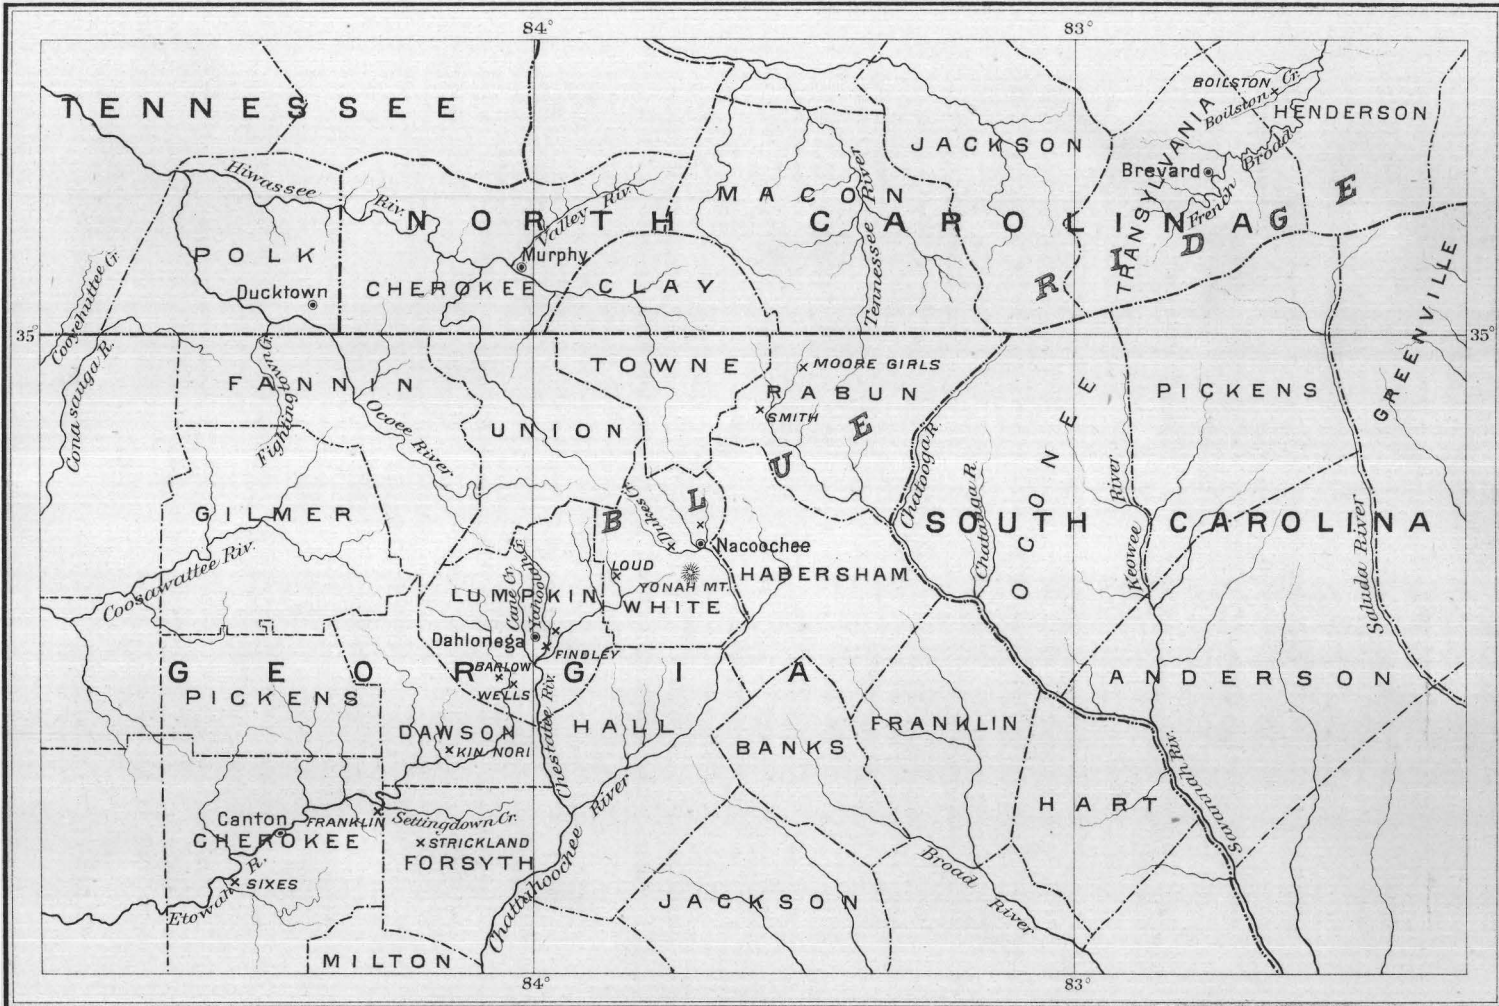 84°
83°
TENNESSEE
BOILSTON
Boilston Cr.
HENDERSON
JACKSON
TRANSYLVANIA
Brevard
French Broad
Hiwassee Riv.
MACON
Valley Riv.
NORTH CAROLINA
Tennessee River
BLUE RIDGE
POLK
Murphy
Ducktown
CHEROKEE
CLAY
GREENVILLE
35°
35°
Conasauga R.
TOWNE
MOORE GIRLS
FANNIN
RABUN
PICKENS
Fightingtown Cr.
Ocoee River
SMITH
UNION
OCONEE
Chatooga R.
Chatauga R.
Keowee River
Saluda River
GILMER
Dukes Cr.
SOUTH CAROLINA
Nacoochee
Coosawattee Riv.
LOUD
YONAH MT.
HABERSHAM
LUMPKIN
Cane Cr.
WHITE
Dahlonega
FINDLEY
BARLOW
GEORGIA
WELLS
PICKENS
ANDERSON
DAWSON
HALL
FRANKLIN
KIN NORI
Chestatee Riv.
BANKS
Savannah Riv.
HART
Canton
FRANKLIN
Settingdown Cr.
CHEROKEE
STRICKLAND
FORSYTH
Chattahoochee River
Broad River
SIXES
Etowah R.
JACKSON
MILTON
84°
83°